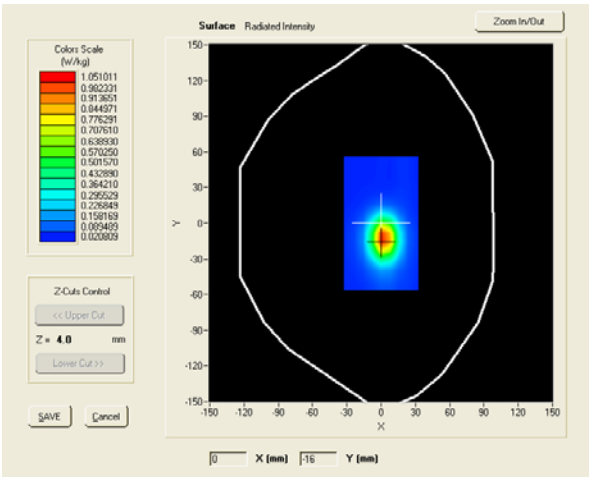 Surface Radiated Intensity
Zoom In/Out
Colors Scale
(W/kg)
1.051011
0.982331
0.913651
0.844971
0.776291
0.707610
0.638930
0.570250
0.501570
0.432890
0.364210
0.295529
0.226849
0.158169
0.089489
0.020809
Z-Cuts Control
<< Upper Cut
Z = 4.0 mm
Lower Cut >>
SAVE Cancel
150
120
90
60
30
0
-30
-60
-90
-120
-150
Y
-150 -120 -90 -60 -30 0 30 60 90 120 150
X
0 X (mm) -16 Y (mm)